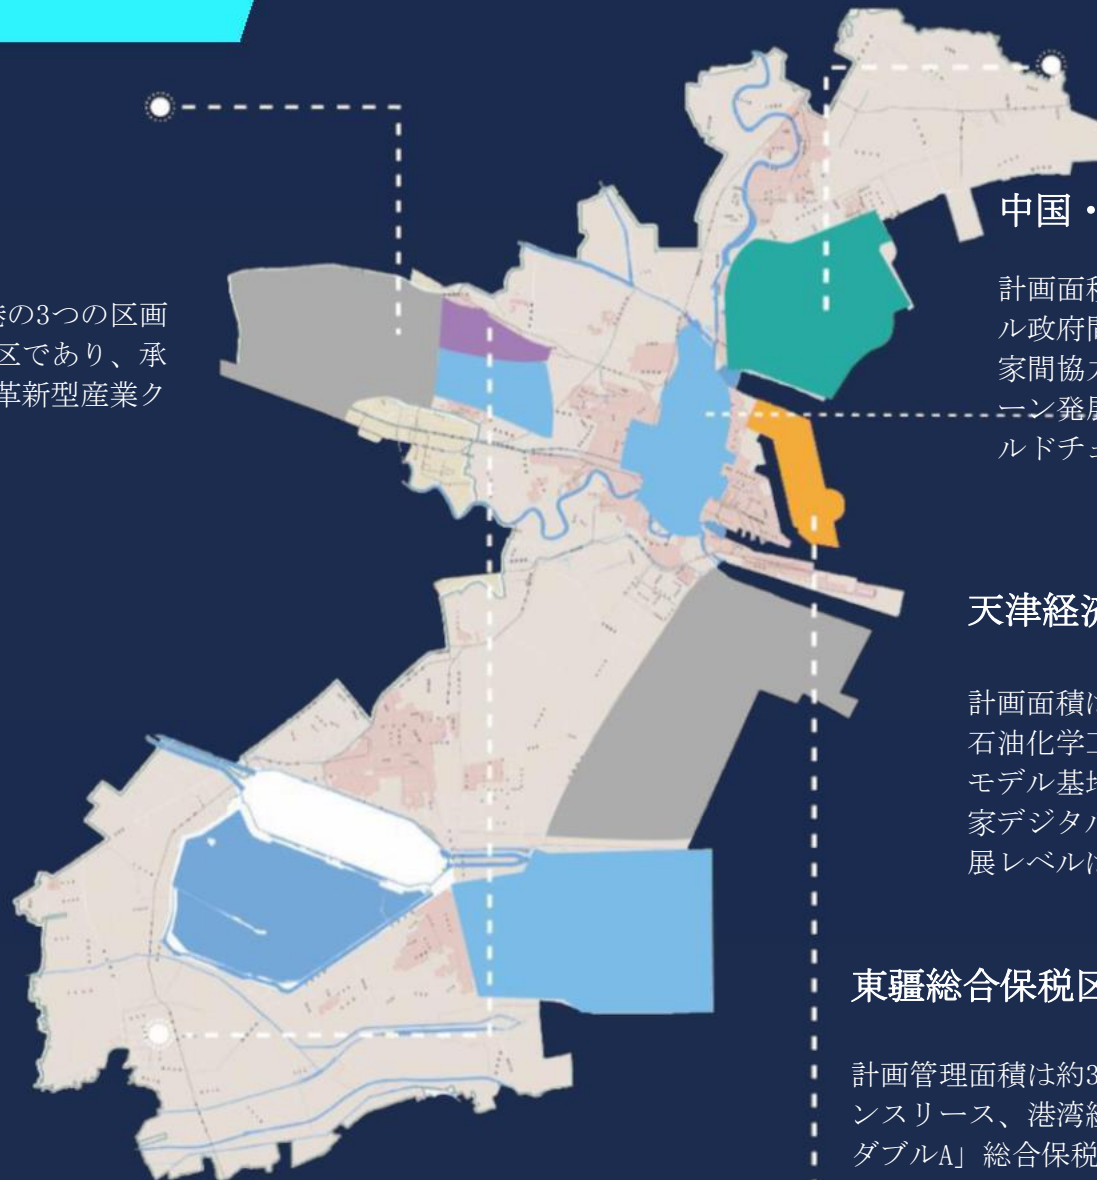 港の3つの区画
区であり、承
革新型産業ク
中国・
計画面積
ル政府間
家間協力
ーン発展
ルドチェ
天津経済
計画面積は
石油化学工
モデル基地
家デジタル
展レベルは
東疆総合保税区
計画管理面積は約3
ンスリース、港湾経
ダブルA」総合保税